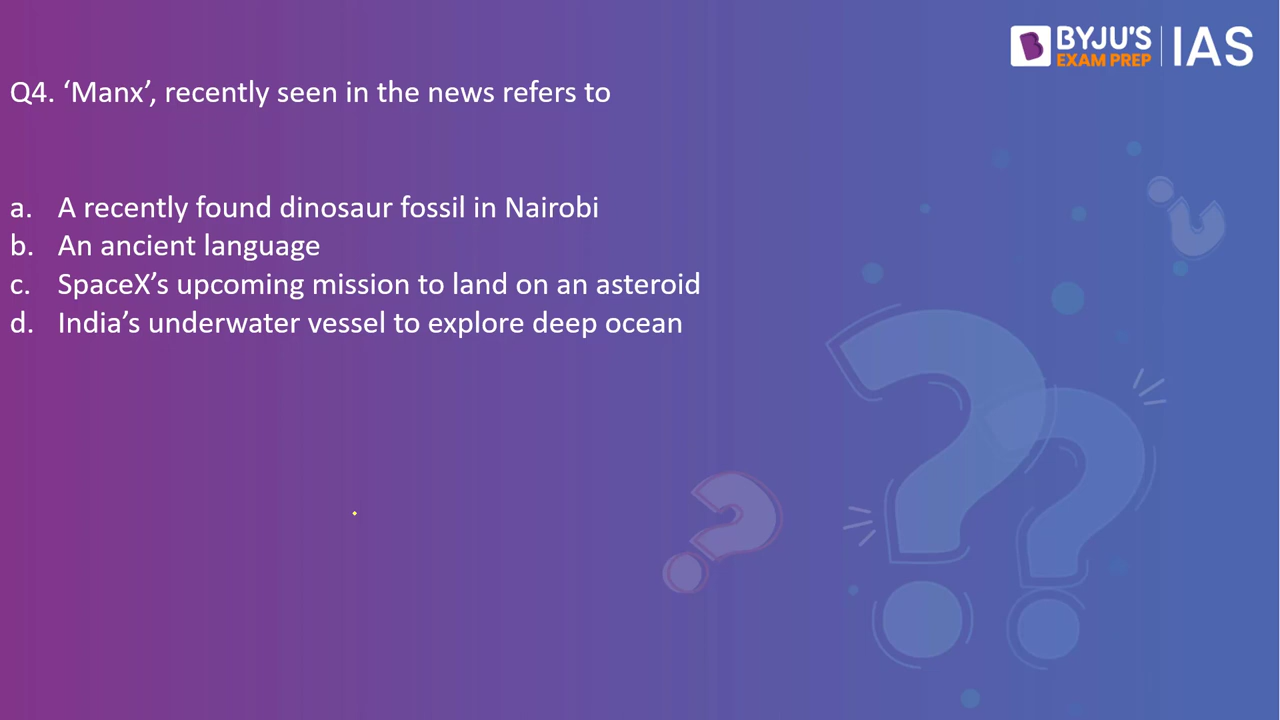 BYJU'S
EXAM PREP
IAS
Q4. ‘Manx’, recently seen in the news refers to
a. A recently found dinosaur fossil in Nairobi
b. An ancient language
c. SpaceX’s upcoming mission to land on an asteroid
d. India’s underwater vessel to explore deep ocean